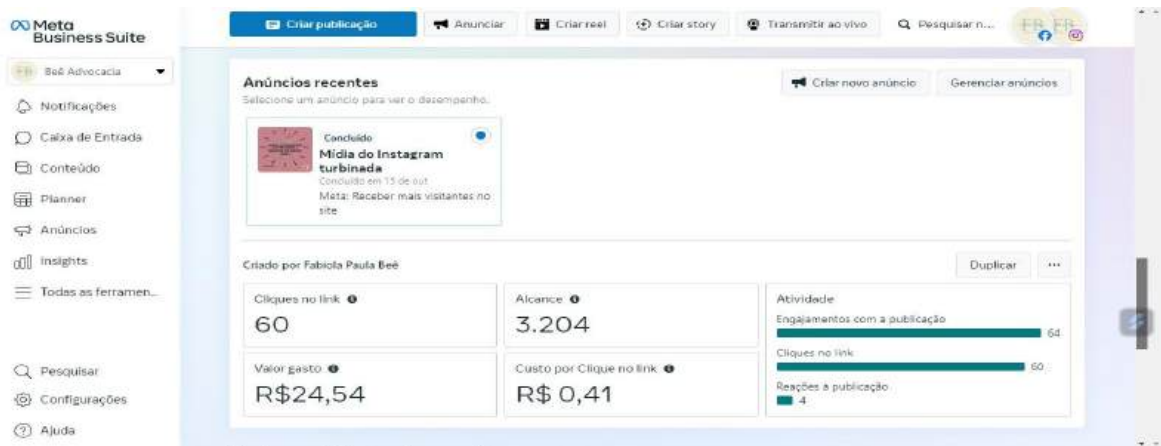 Meta
Business Suite
Criar publicação
Anunciar
Criar reel
Criar story
Transmitir ao vivo
Pesquisar n...
FB FB
FB Beê Advocacia
Notificações
Caixa de Entrada
Conteúdo
Planner
Anúncios
Insights
Todas as ferramen...
Pesquisar
Configurações
Ajuda
Anúncios recentes
Selecione um anúncio para ver o desempenho.
Criar novo anúncio
Gerenciar anúncios
Concluído
Mídia do Instagram
turbinada
Concluído em 15 de out
Meta: Receber mais visitantes no
site
Criado por Fabiola Paula Beê
Duplicar
...
Cliques no link
60
Alcance
3.204
Valor gasto
R$24,54
Custo por Clique no link
R$ 0,41
Atividade
Engajamentos com a publicação
64
Cliques no link
60
Reações à publicação
4